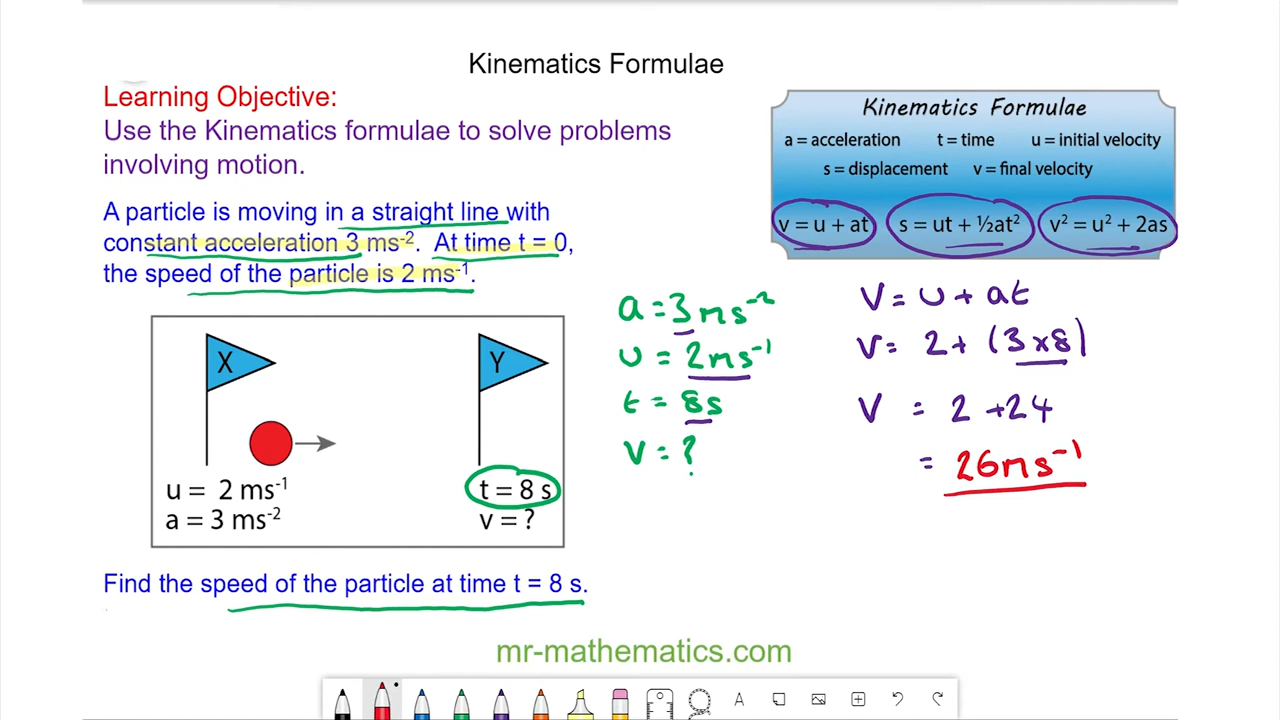 Kinematics Formulae
Learning Objective:
Use the Kinematics formulae to solve problems
involving motion.
A particle is moving in a straight line with
constant acceleration 3 ms⁻². At time t = 0,
the speed of the particle is 2 ms⁻¹.
Kinematics Formulae
a = acceleration t = time u = initial velocity
s = displacement v = final velocity
v = u + at s = ut + ½at² v² = u² + 2as
X
Y
u = 2 ms⁻¹
a = 3 ms⁻²
t = 8 s
v = ?
a = 3ms⁻²
u = 2ms⁻¹
t = 8s
v = ?
v = u + at
v = 2 + (3 × 8)
v = 2 + 24
= 26ms⁻¹
Find the speed of the particle at time t = 8 s.
mr-mathematics.com
A